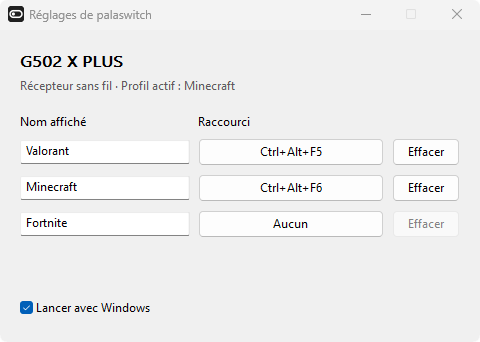 Réglages de palaswitch
G502 X PLUS
Récepteur sans fil · Profil actif : Minecraft
Nom affiché Raccourci
Valorant Ctrl+Alt+F5 Effacer
Minecraft Ctrl+Alt+F6 Effacer
Fortnite Aucun Effacer
Lancer avec Windows